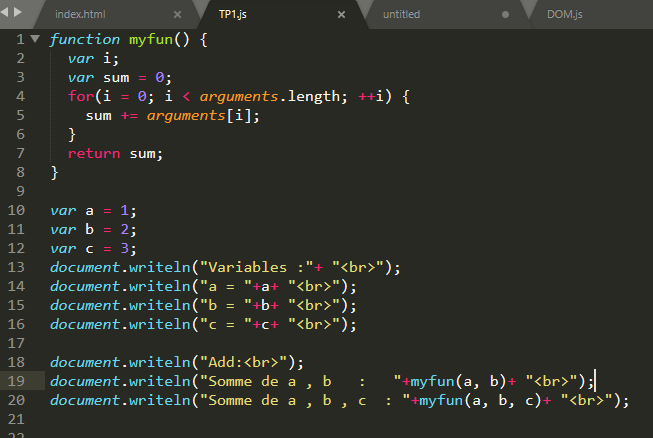 index.html × TP1.js × untitled DOM.js
1 function myfun() {
2 var i;
3 var sum = 0;
4 for(i = 0; i < arguments.length; ++i) {
5 sum += arguments[i];
6 }
7 return sum;
8 }
9
10 var a = 1;
11 var b = 2;
12 var c = 3;
13 document.writeln("Variables :"+ "<br>");
14 document.writeln("a = "+a+ "<br>");
15 document.writeln("b = "+b+ "<br>");
16 document.writeln("c = "+c+ "<br>");
17
18 document.writeln("Add:<br>");
19 document.writeln("Somme de a , b   :   "+myfun(a, b)+ "<br>");
20 document.writeln("Somme de a , b , c  : "+myfun(a, b, c)+ "<br>");
21
22